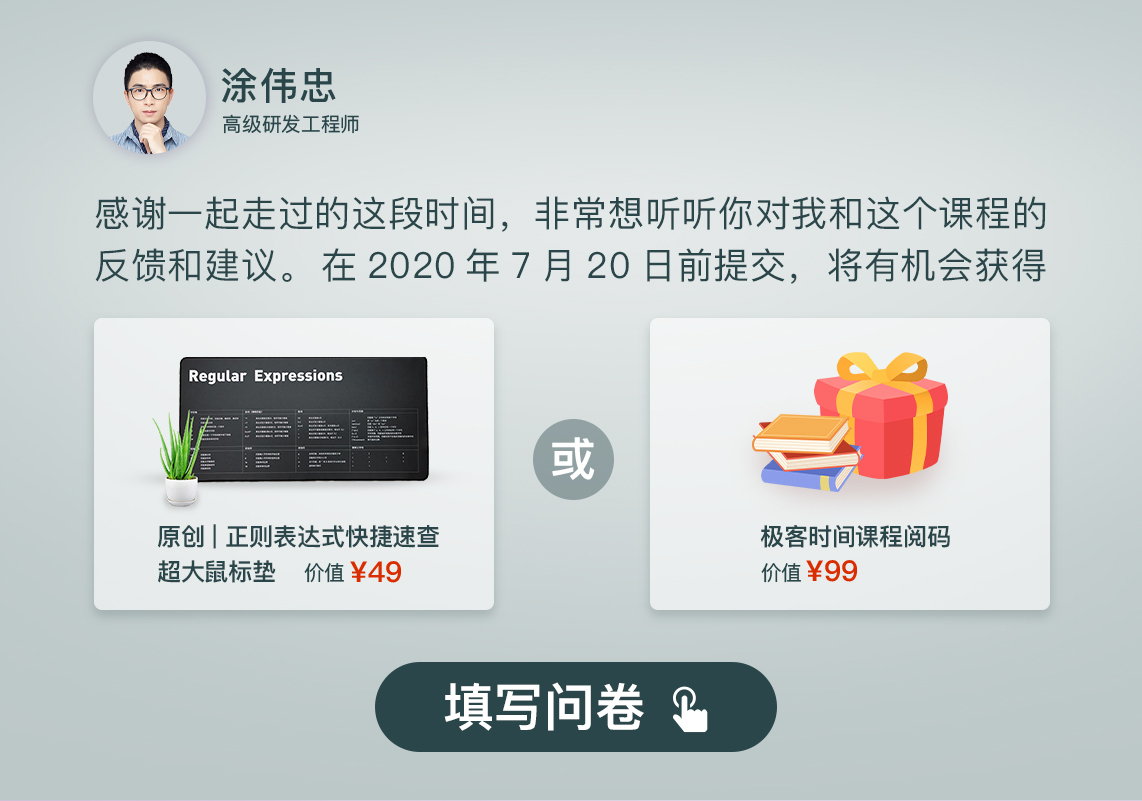 涂伟忠
高级研发工程师
感谢一起走过的这段时间，非常想听听你对我和这个课程的
反馈和建议。在 2020 年 7 月 20 日前提交，将有机会获得
Regular Expressions
原创 | 正则表达式快捷速查
超大鼠标垫 价值 ¥49
或
极客时间课程阅码
价值 ¥99
填写问卷